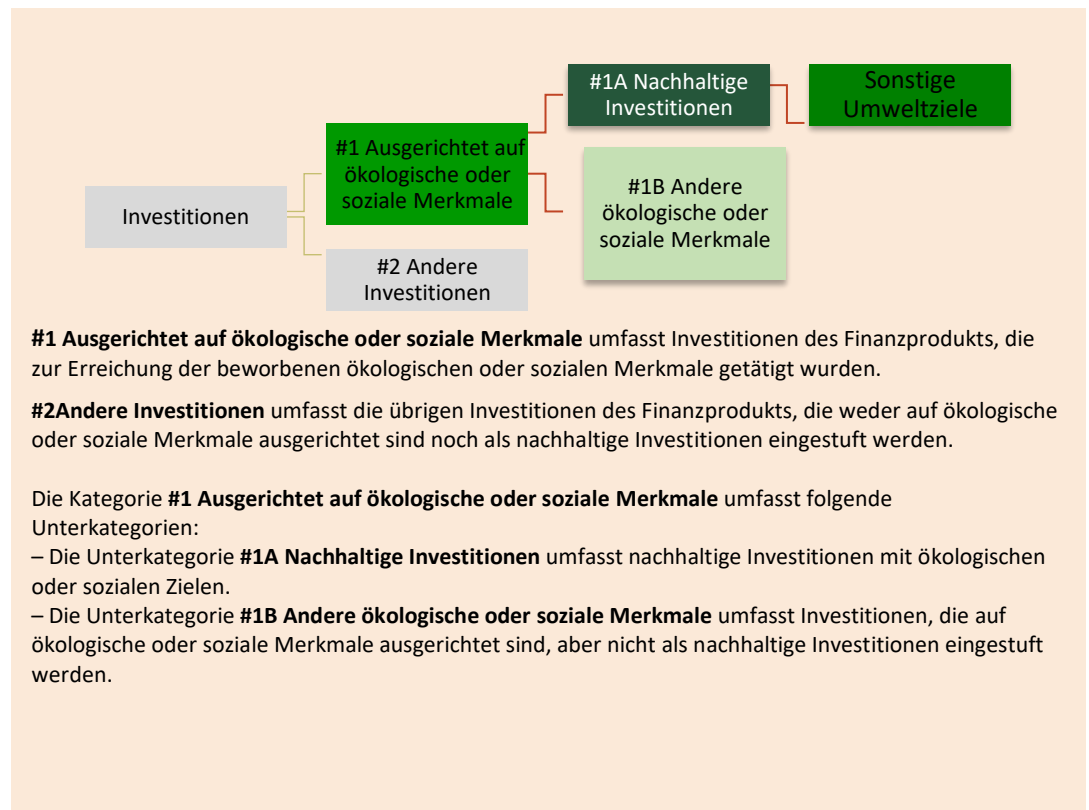 #1A Nachhaltige
Investitionen
Sonstige
Umweltziele
#1 Ausgerichtet auf
ökologische oder
soziale Merkmale
#1B Andere
ökologische oder
soziale Merkmale
Investitionen
#2 Andere
Investitionen
#1 Ausgerichtet auf ökologische oder soziale Merkmale umfasst Investitionen des Finanzprodukts, die
zur Erreichung der beworbenen ökologischen oder sozialen Merkmale getätigt wurden.
#2Andere Investitionen umfasst die übrigen Investitionen des Finanzprodukts, die weder auf ökologische
oder soziale Merkmale ausgerichtet sind noch als nachhaltige Investitionen eingestuft werden.
Die Kategorie #1 Ausgerichtet auf ökologische oder soziale Merkmale umfasst folgende
Unterkategorien:
– Die Unterkategorie #1A Nachhaltige Investitionen umfasst nachhaltige Investitionen mit ökologischen
oder sozialen Zielen.
– Die Unterkategorie #1B Andere ökologische oder soziale Merkmale umfasst Investitionen, die auf
ökologische oder soziale Merkmale ausgerichtet sind, aber nicht als nachhaltige Investitionen eingestuft
werden.